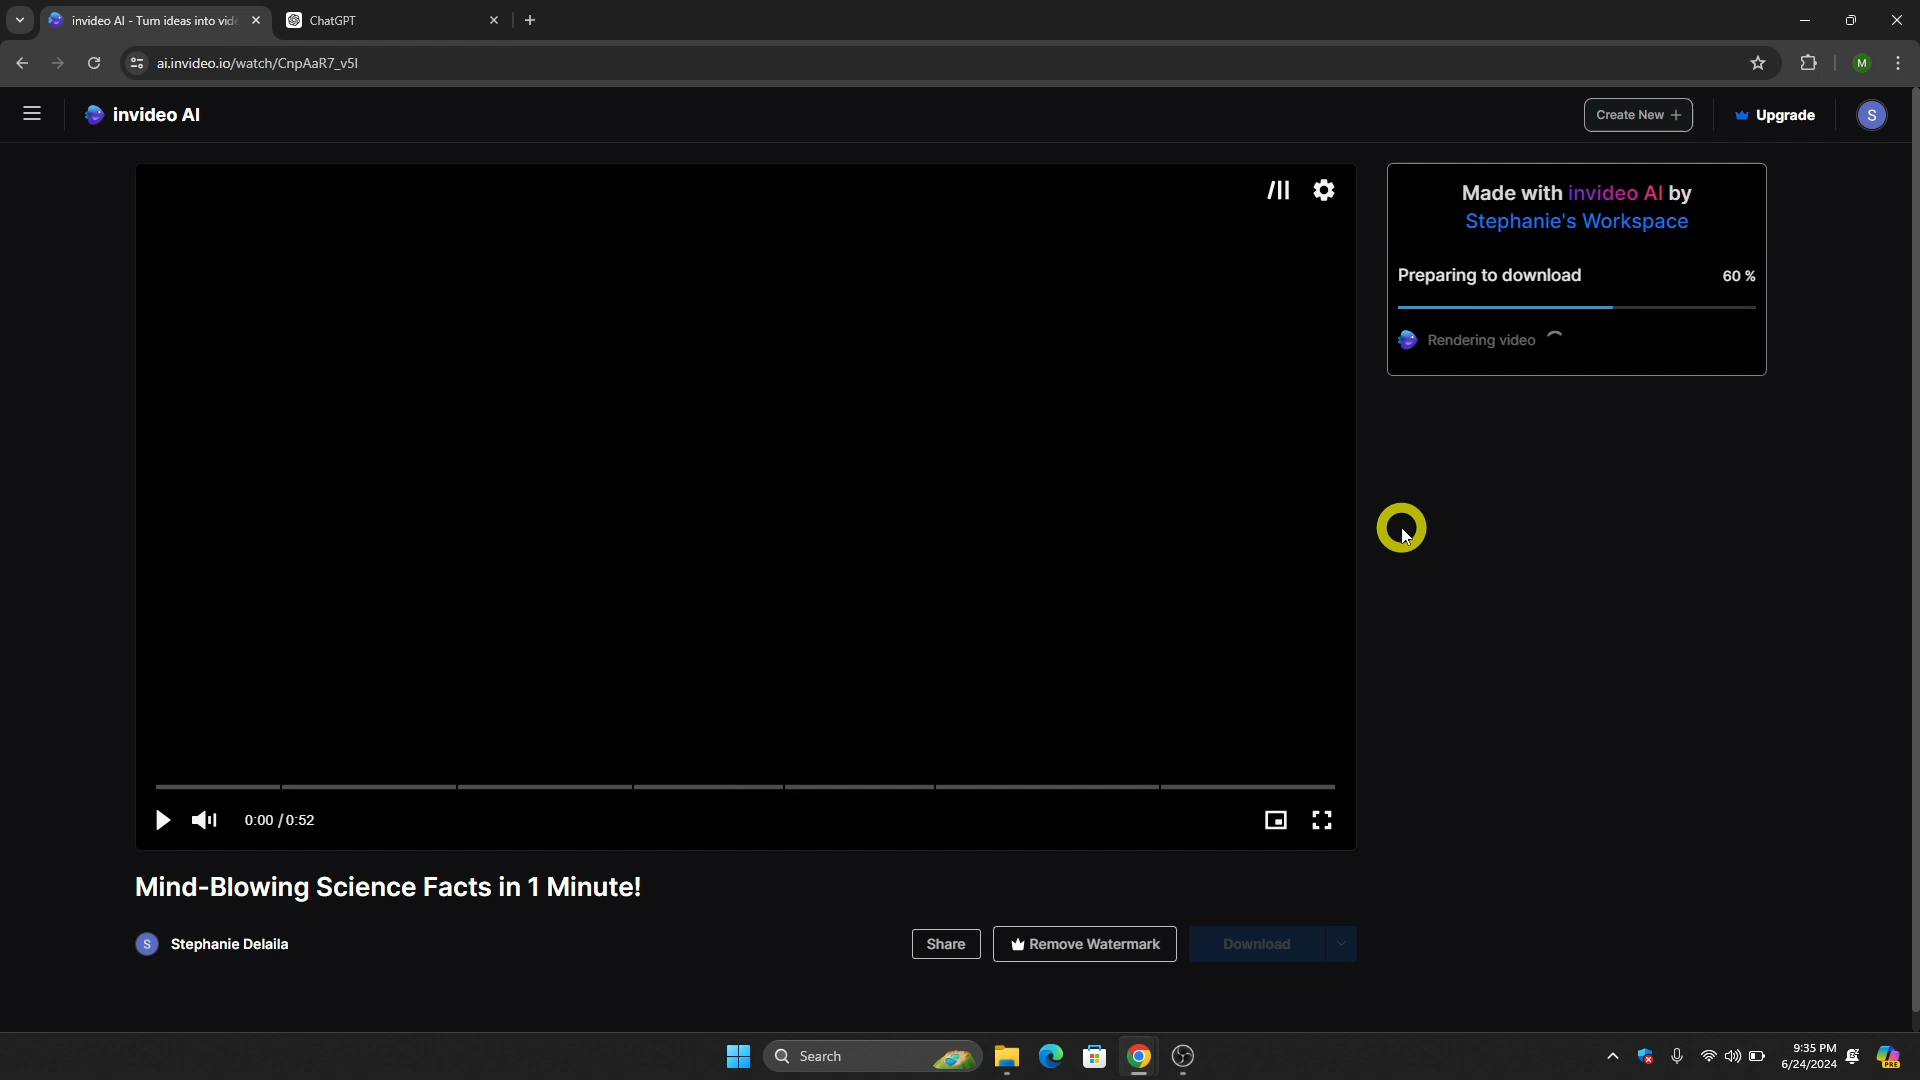 invideo AI - Turn ideas into vide
ChatGPT
ai.invideo.io/watch/CnpAaR7_v5I
M
invideo AI
Create New +
Upgrade
S
Made with invideo AI by
Stephanie's Workspace
Preparing to download 60 %
Rendering video
0:00 / 0:52
Mind-Blowing Science Facts in 1 Minute!
S Stephanie Delaila
Share
Remove Watermark
Download
Search
9:35 PM
6/24/2024
PRE